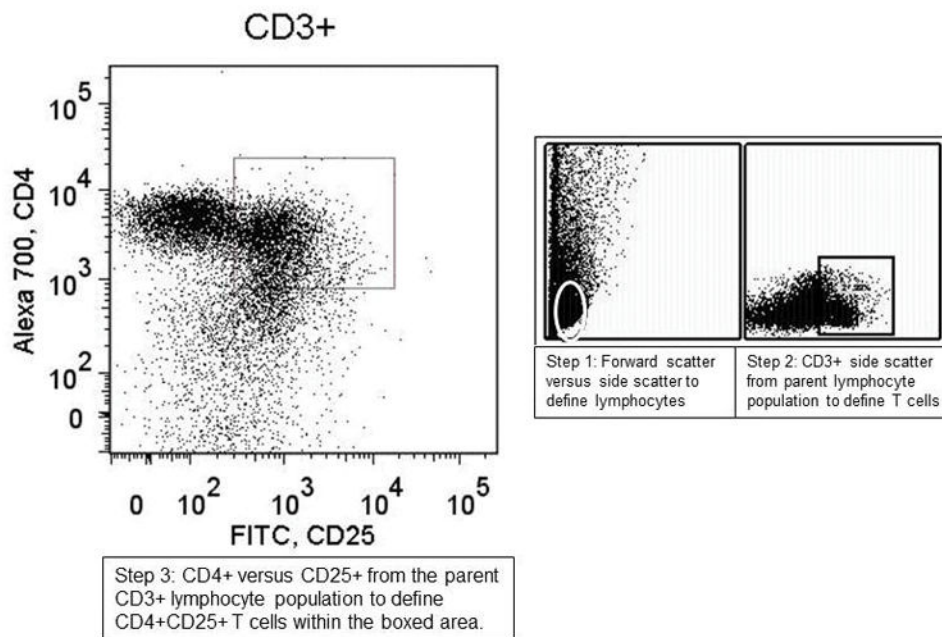 CD3+
10^5
10^4
10^3
10^2
0
Alexa 700, CD4
0 10^2 10^3 10^4 10^5
FITC, CD25
Step 3: CD4+ versus CD25+ from the parent
CD3+ lymphocyte population to define
CD4+CD25+ T cells within the boxed area.
Step 1: Forward scatter
versus side scatter to
define lymphocytes
Step 2: CD3+ side scatter
from parent lymphocyte
population to define T cells